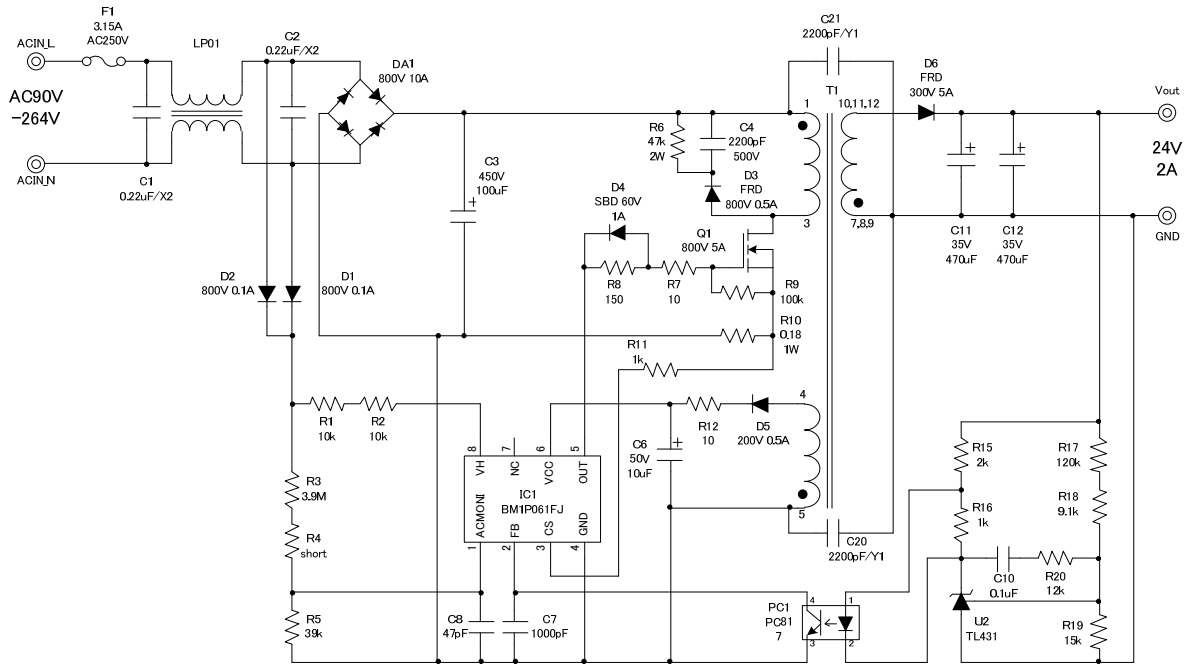 F1
3.15A
AC250V
ACIN_L
LP01
C2
0.22uF/X2
DA1
800V 10A
C21
2200pF/Y1
D6
FRD
300V 5A
Vout
AC90V
-264V
T1
1
10,11,12
R6
47k
2W
C4
2200pF
500V
24V
2A
ACIN_N
C1
0.22uF/X2
C3
450V
100uF
D3
FRD
800V 0.5A
D4
SBD 60V
1A
3
7,8,9
Q1
800V 5A
C11
35V
470uF
C12
35V
470uF
GND
D2
800V 0.1A
D1
800V 0.1A
R8
150
R7
10
R9
100k
R10
0.18
1W
R11
1k
R1
10k
R2
10k
R12
10
D5
200V 0.5A
4
C6
50V
10uF
8
7
6
5
VH
NC
VCC
OUT
IC1
BM1P061FJ
ACMONI
FB
CS
GND
1
2
3
4
R3
3.9M
R4
short
5
C20
2200pF/Y1
R15
2k
R17
120k
R16
1k
R18
9.1k
C10
0.1uF
R20
12k
R5
39k
C8
47pF
C7
1000pF
PC1
PC81
7
4
1
3
2
U2
TL431
R19
15k